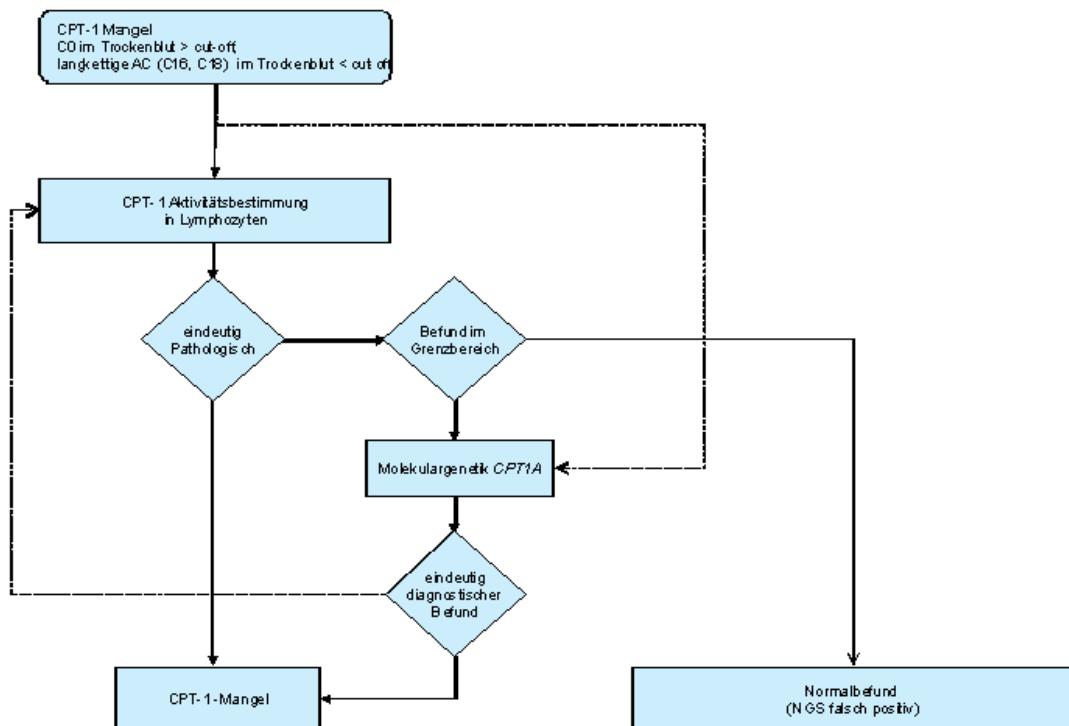 CPT-1 Mangel
C0 im Trockenblut > cut-off,
langkettige AC (C16, C18) im Trockenblut < cut off
CPT- 1 Aktivitätsbestimmung
in Lymphozyten
eindeutig
Pathologisch
Befund im
Grenzbereich
Molekulargenetik CPT1A
eindeutig
diagnostischer
Befund
CPT- 1-Mangel
Normalbefund
(NGS falsch positiv)